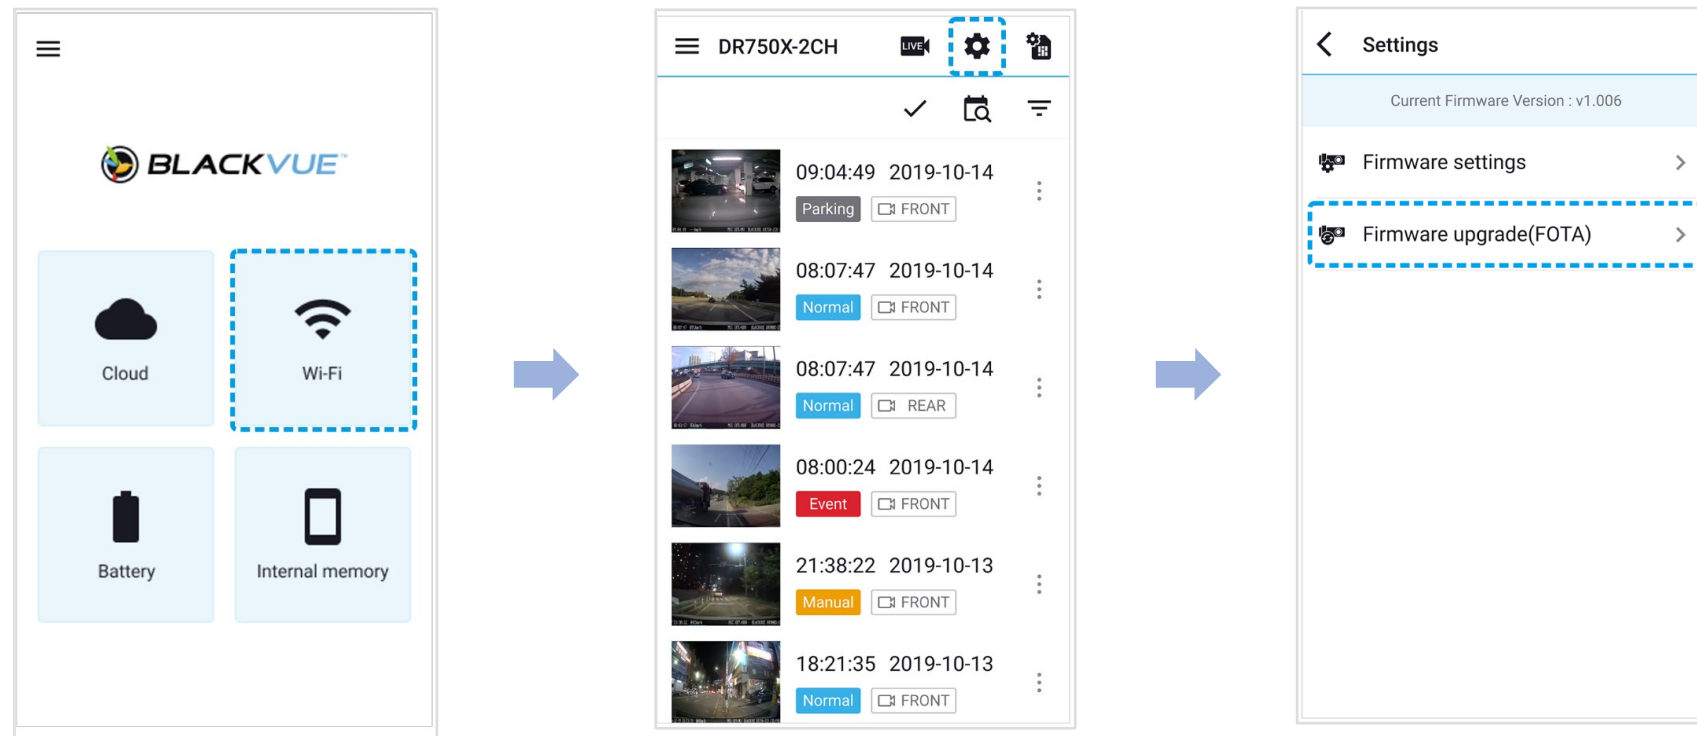 BLACKVUE™
Cloud
Wi-Fi
Battery
Internal memory
DR750X-2CH
LIVE
09:04:49 2019-10-14
Parking FRONT
08:07:47 2019-10-14
Normal FRONT
08:07:47 2019-10-14
Normal REAR
08:00:24 2019-10-14
Event FRONT
21:38:22 2019-10-13
Manual FRONT
18:21:35 2019-10-13
Normal FRONT
Settings
Current Firmware Version : v1.006
Firmware settings
Firmware upgrade(FOTA)